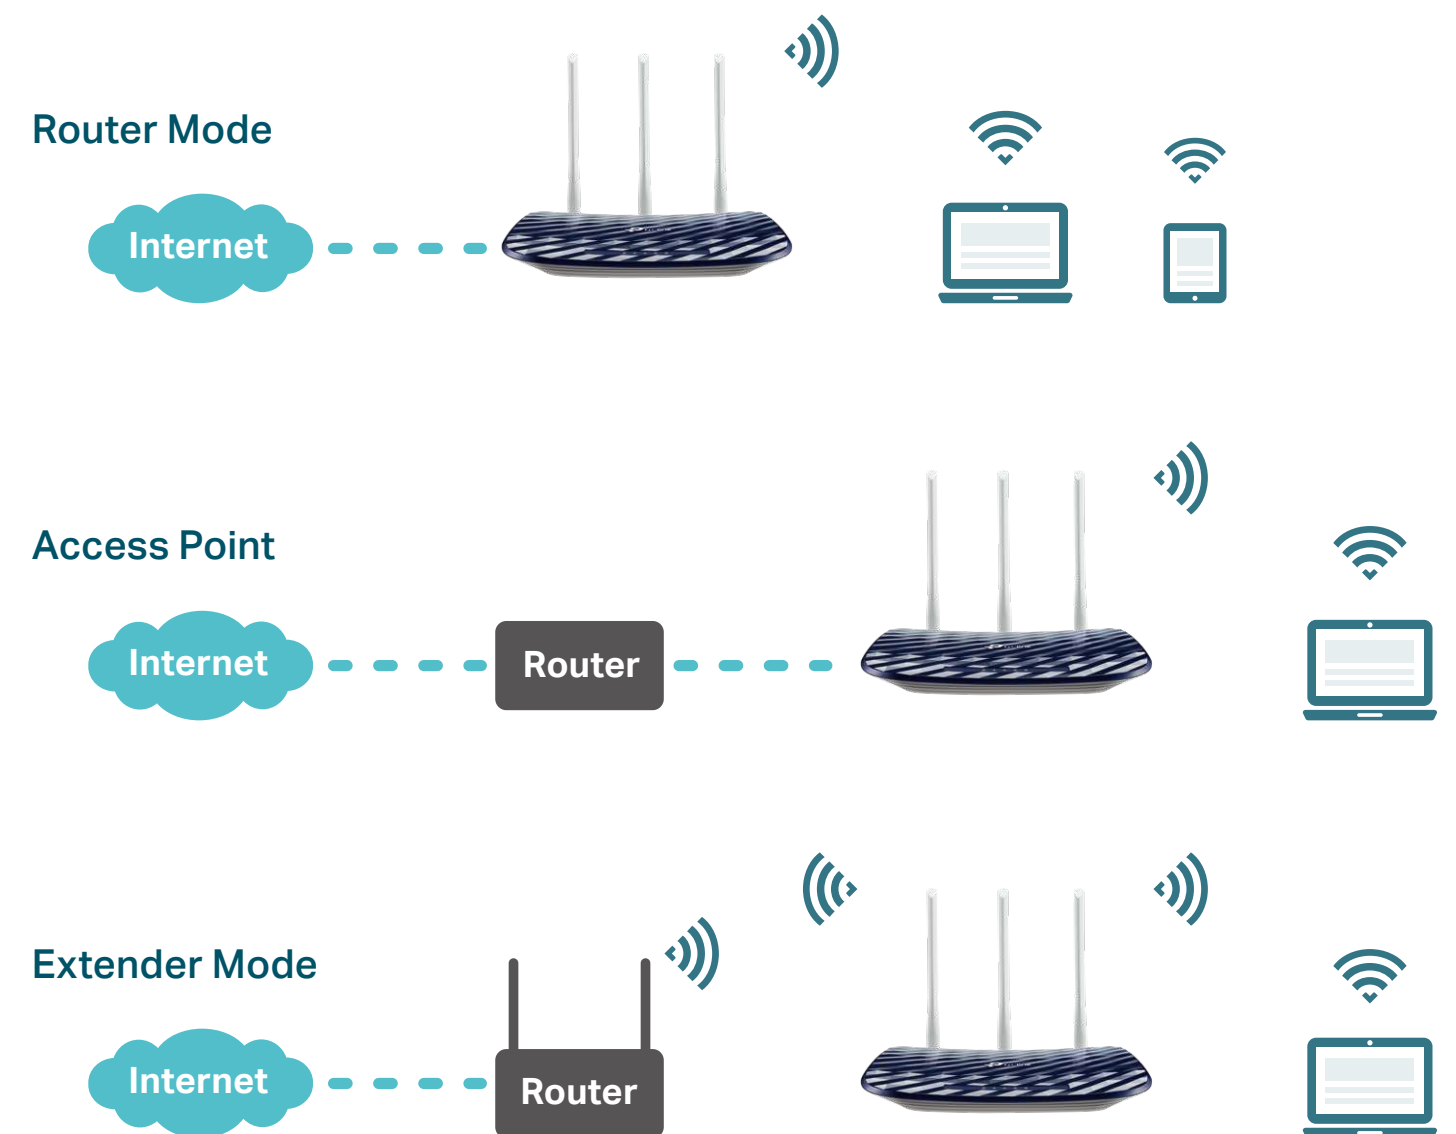 Router Mode
Internet
Access Point
Internet
Router
Extender Mode
Internet
Router